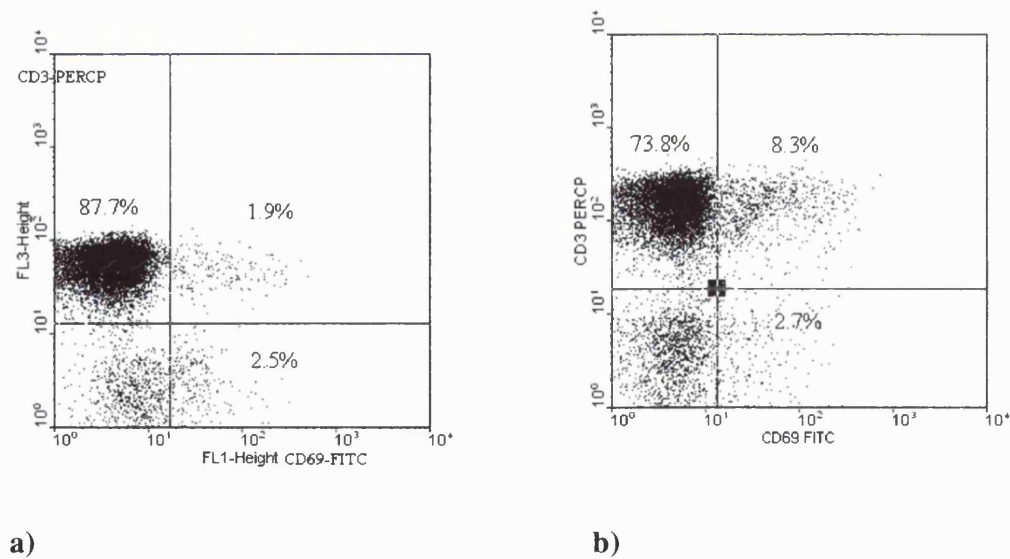 10⁴
CD3-PERCP
10³
87.7%
1.9%
10²
FL3-Height
10¹
2.5%
10⁰
10⁰ 10¹ 10² 10³ 10⁴
FL1-Height CD69-FITC
a)
10⁴
10³
73.8%
8.3%
10²
CD3 PERCP
10¹
2.7%
10⁰
10⁰ 10¹ 10² 10³ 10⁴
CD69 FITC
b)